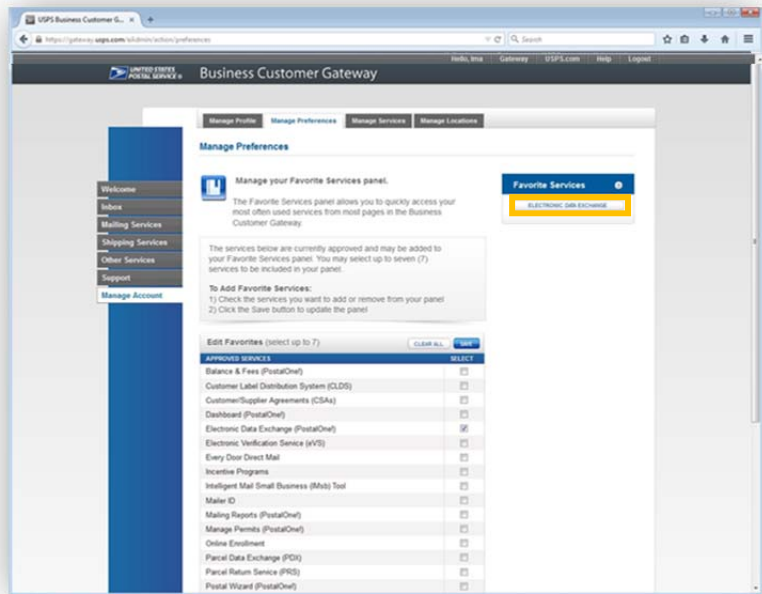 USPS Business Customer G...
https://gateway.usps.com/eAdmin/action/preferences
Search
Hello, Ima Gateway USPS.com Help Logout
UNITED STATES
POSTAL SERVICE®
Business Customer Gateway
Manage Profile Manage Preferences Manage Services Manage Locations
Manage Preferences
Welcome
Inbox
Mailing Services
Shipping Services
Other Services
Support
Manage Account
Manage your Favorite Services panel.
The Favorite Services panel allows you to quickly access your
most often used services from most pages in the Business
Customer Gateway.
The services below are currently approved and may be added to
your Favorite Services panel. You may select up to seven (7)
services to be included in your panel.
To Add Favorite Services:
1) Check the services you want to add or remove from your panel
2) Click the Save button to update the panel
Favorite Services
ELECTRONIC DATA EXCHANGE
Edit Favorites (select up to 7) CLEAR ALL SAVE
APPROVED SERVICES SELECT
Balance & Fees (PostalOne!)
Customer Label Distribution System (CLDS)
Customer/Supplier Agreements (CSAs)
Dashboard (PostalOne!)
Electronic Data Exchange (PostalOne!)
Electronic Verification Service (eVS)
Every Door Direct Mail
Incentive Programs
Intelligent Mail Small Business (IMsb) Tool
Mailer ID
Mailing Reports (PostalOne!)
Manage Permits (PostalOne!)
Online Enrollment
Parcel Data Exchange (PDX)
Parcel Return Service (PRS)
Postal Wizard (PostalOne!)